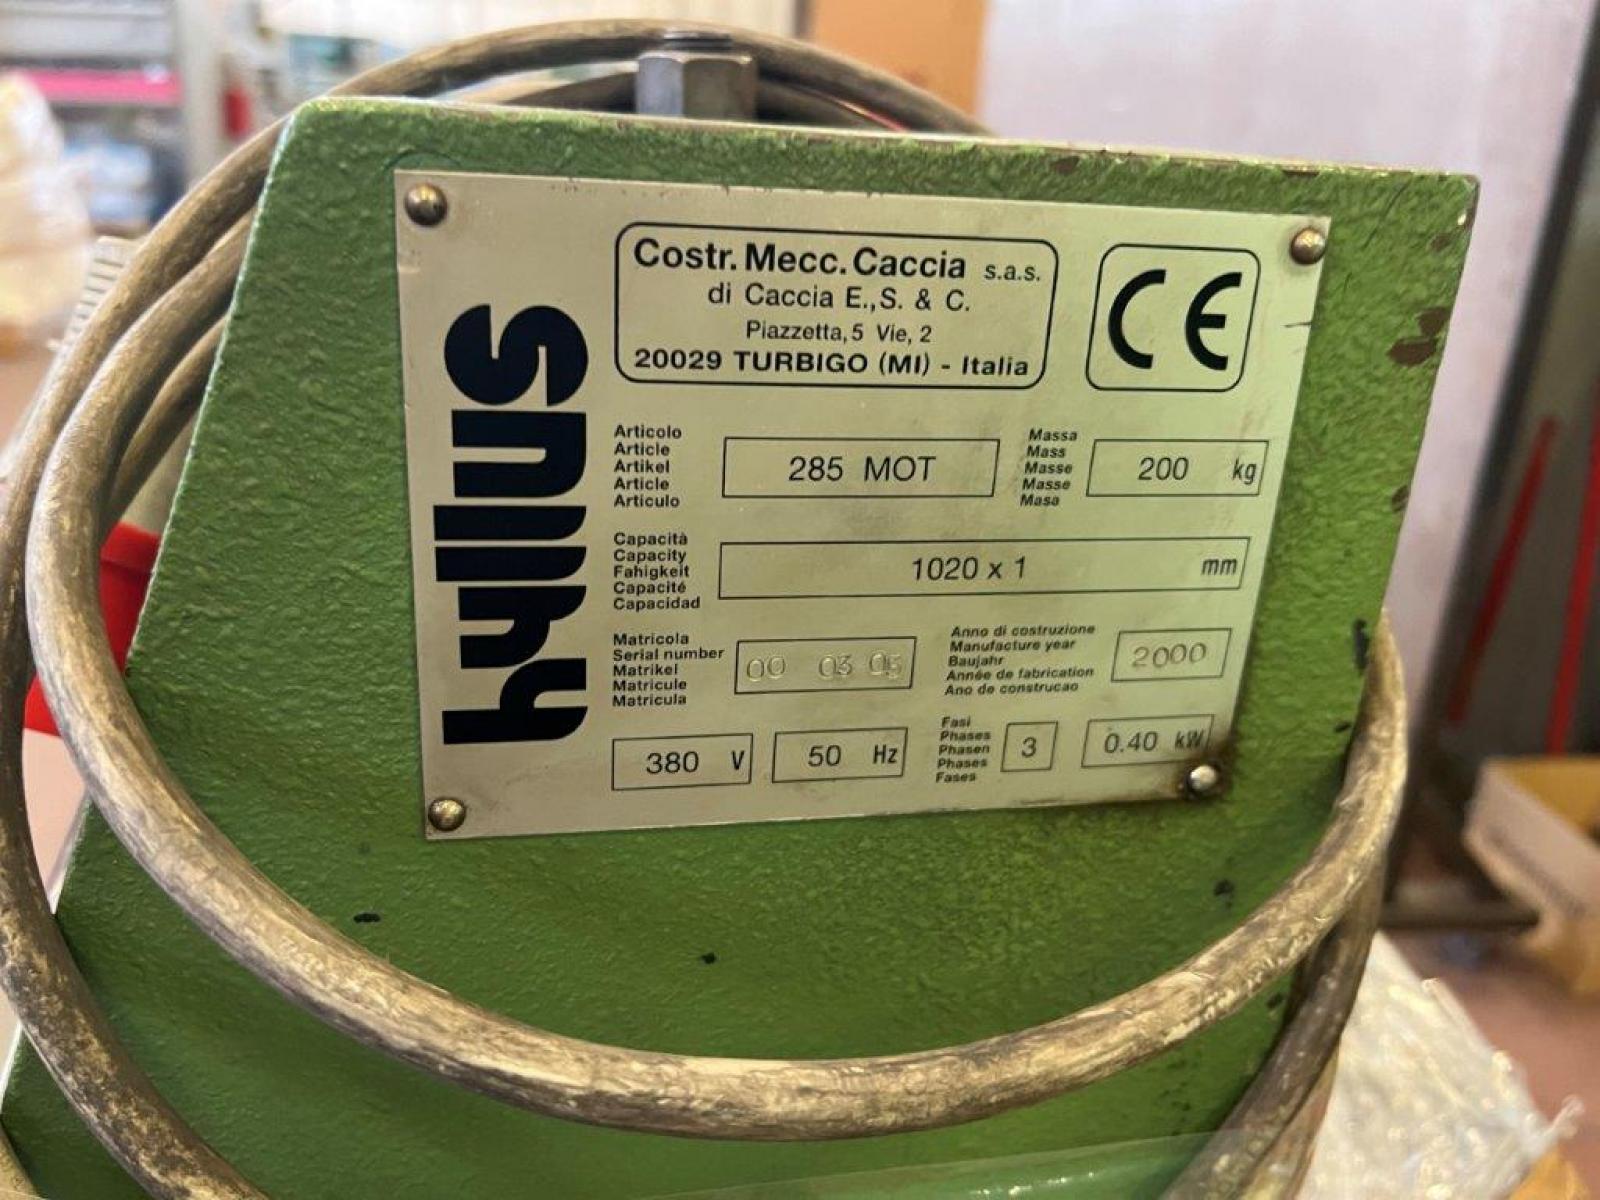 hyllus
Costr. Mecc. Caccia s.a.s.
di Caccia E., S. & C.
Piazzetta, 5 Vie, 2
20029 TURBIGO (MI) - Italia
CE
Articolo
Article
Artikel
Article
Articulo
285 MOT
Massa
Mass
Masse
Masse
Masa
200 kg
Capacità
Capacity
Fahigkeit
Capacité
Capacidad
1020 x 1 mm
Matricola
Serial number
Matrikel
Matricule
Matricula
00 03 05
Anno di costruzione
Manufacture year
Baujahr
Année de fabrication
Ano de construcao
2000
380 V
50 Hz
Fasi
Phases
Phasen
Phases
Fases
3
0.40 kW